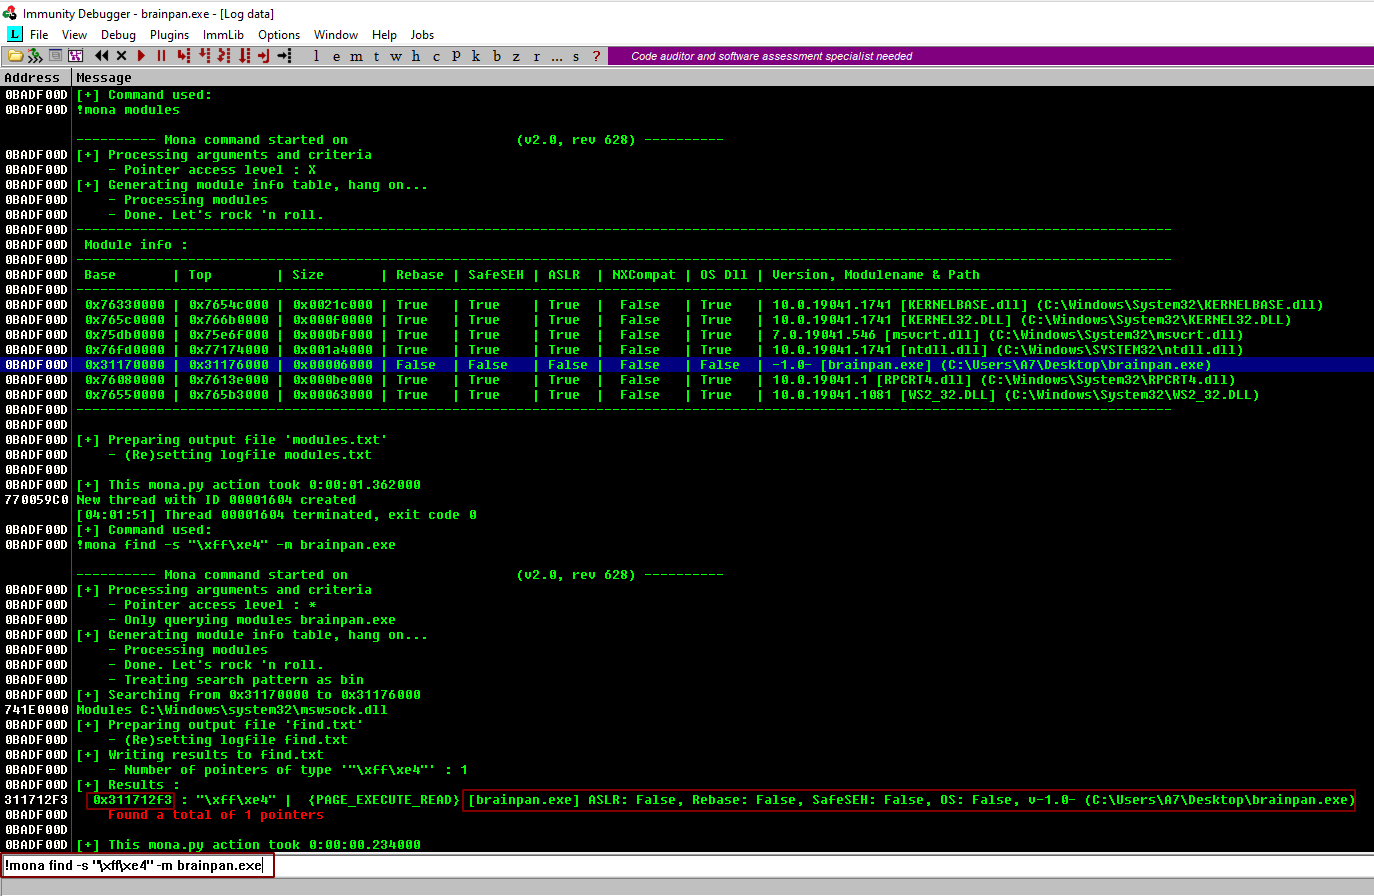 Immunity Debugger - brainpan.exe - [Log data]
L File View Debug Plugins ImmLib Options Window Help Jobs
l e m t w h c P k b z r ... s ? Code auditor and software assessment specialist needed
Address Message
0BADF00D [+] Command used:
0BADF00D !mona modules
---------- Mona command started on (v2.0, rev 628) ----------
0BADF00D [+] Processing arguments and criteria
0BADF00D - Pointer access level : X
0BADF00D [+] Generating module info table, hang on...
0BADF00D - Processing modules
0BADF00D - Done. Let's rock 'n roll.
0BADF00D -----------------------------------------------------------------------------------------------------------------------------------------
0BADF00D Module info :
0BADF00D -----------------------------------------------------------------------------------------------------------------------------------------
0BADF00D Base | Top | Size | Rebase | SafeSEH | ASLR | NXCompat | OS Dll | Version, Modulename & Path
0BADF00D -----------------------------------------------------------------------------------------------------------------------------------------
0BADF00D 0x76330000 | 0x7654c000 | 0x0021c000 | True | True | True | False | True | 10.0.19041.1741 [KERNELBASE.dll] (C:\Windows\System32\KERNELBASE.dll)
0BADF00D 0x765c0000 | 0x766b0000 | 0x000f0000 | True | True | True | False | True | 10.0.19041.1741 [KERNEL32.DLL] (C:\Windows\System32\KERNEL32.DLL)
0BADF00D 0x75db0000 | 0x75e6f000 | 0x000bf000 | True | True | True | False | True | 7.0.19041.546 [msvcrt.dll] (C:\Windows\System32\msvcrt.dll)
0BADF00D 0x76fd0000 | 0x77174000 | 0x001a4000 | True | True | True | False | True | 10.0.19041.1741 [ntdll.dll] (C:\Windows\SYSTEM32\ntdll.dll)
0BADF00D 0x31170000 | 0x31176000 | 0x00006000 | False | False | False | False | False | -1.0- [brainpan.exe] (C:\Users\A7\Desktop\brainpan.exe)
0BADF00D 0x76080000 | 0x7613e000 | 0x000be000 | True | True | True | False | True | 10.0.19041.1 [RPCRT4.dll] (C:\Windows\System32\RPCRT4.dll)
0BADF00D 0x76550000 | 0x765b3000 | 0x00063000 | True | True | True | False | True | 10.0.19041.1081 [WS2_32.DLL] (C:\Windows\System32\WS2_32.DLL)
0BADF00D -----------------------------------------------------------------------------------------------------------------------------------------
0BADF00D
0BADF00D [+] Preparing output file 'modules.txt'
0BADF00D - (Re)setting logfile modules.txt
0BADF00D
0BADF00D [+] This mona.py action took 0:00:01.362000
770059C0 New thread with ID 00001604 created
[04:01:51] Thread 00001604 terminated, exit code 0
0BADF00D [+] Command used:
0BADF00D !mona find -s "\xff\xe4" -m brainpan.exe
---------- Mona command started on (v2.0, rev 628) ----------
0BADF00D [+] Processing arguments and criteria
0BADF00D - Pointer access level : *
0BADF00D - Only querying modules brainpan.exe
0BADF00D [+] Generating module info table, hang on...
0BADF00D - Processing modules
0BADF00D - Done. Let's rock 'n roll.
0BADF00D - Treating search pattern as bin
0BADF00D [+] Searching from 0x31170000 to 0x31176000
741E0000 Modules C:\Windows\system32\mswsock.dll
0BADF00D [+] Preparing output file 'find.txt'
0BADF00D - (Re)setting logfile find.txt
0BADF00D [+] Writing results to find.txt
0BADF00D - Number of pointers of type '"\xff\xe4"' : 1
0BADF00D [+] Results :
311712F3 0x311712f3 : "\xff\xe4" | {PAGE_EXECUTE_READ} [brainpan.exe] ASLR: False, Rebase: False, SafeSEH: False, OS: False, v-1.0- (C:\Users\A7\Desktop\brainpan.exe)
0BADF00D Found a total of 1 pointers
0BADF00D
0BADF00D [+] This mona.py action took 0:00:00.234000
!mona find -s "\xff\xe4" -m brainpan.exe